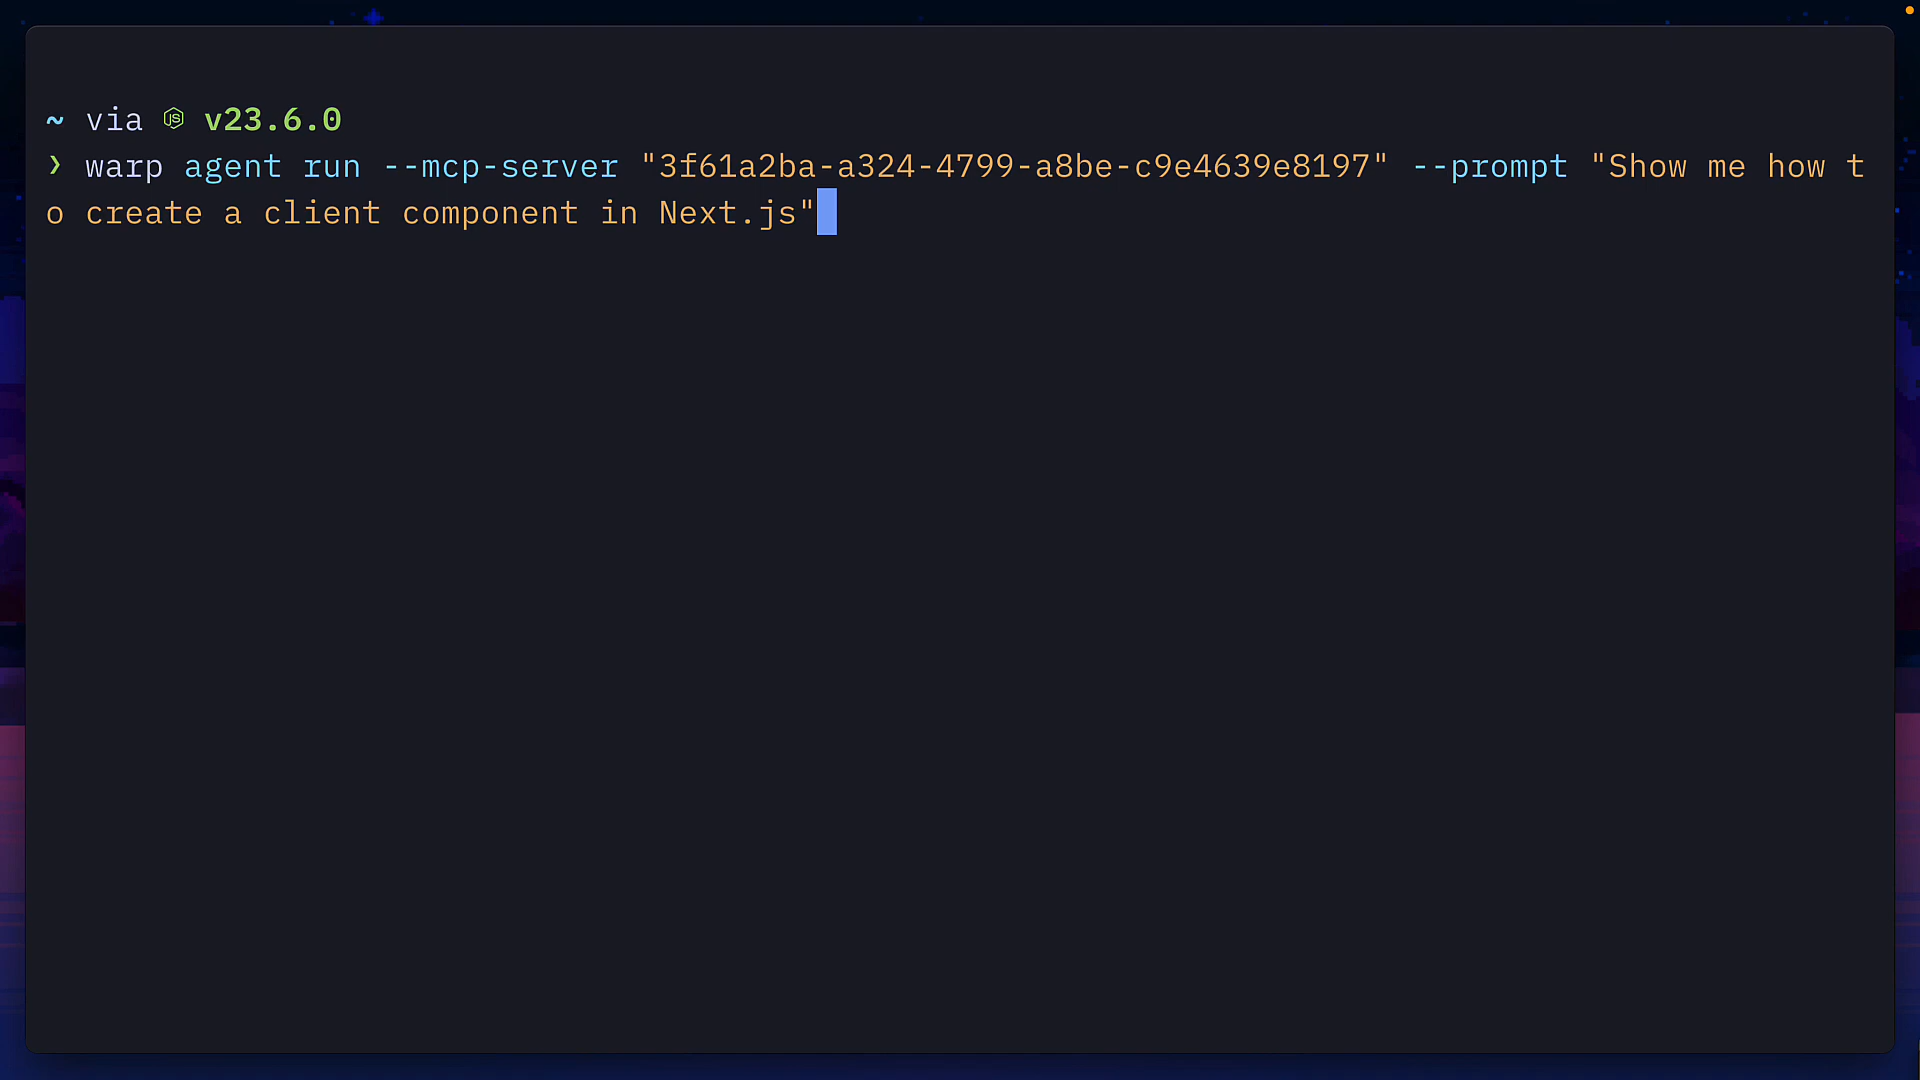 ~ via JS v23.6.0
❯ warp agent run --mcp-server "3f61a2ba-a324-4799-a8be-c9e4639e8197" --prompt "Show me how t
o create a client component in Next.js"